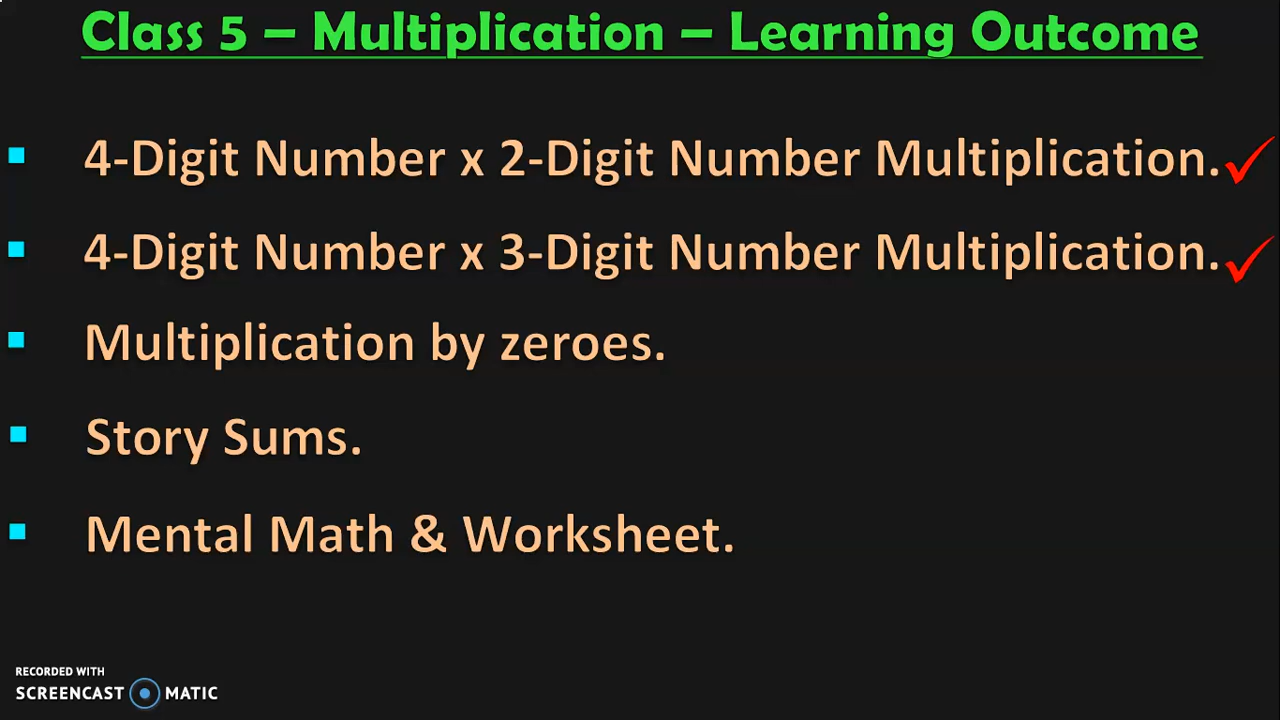 Class 5 – Multiplication – Learning Outcome
▪ 4-Digit Number x 2-Digit Number Multiplication.✓
▪ 4-Digit Number x 3-Digit Number Multiplication.✓
▪ Multiplication by zeroes.
▪ Story Sums.
▪ Mental Math & Worksheet.
RECORDED WITH
SCREENCAST MATIC